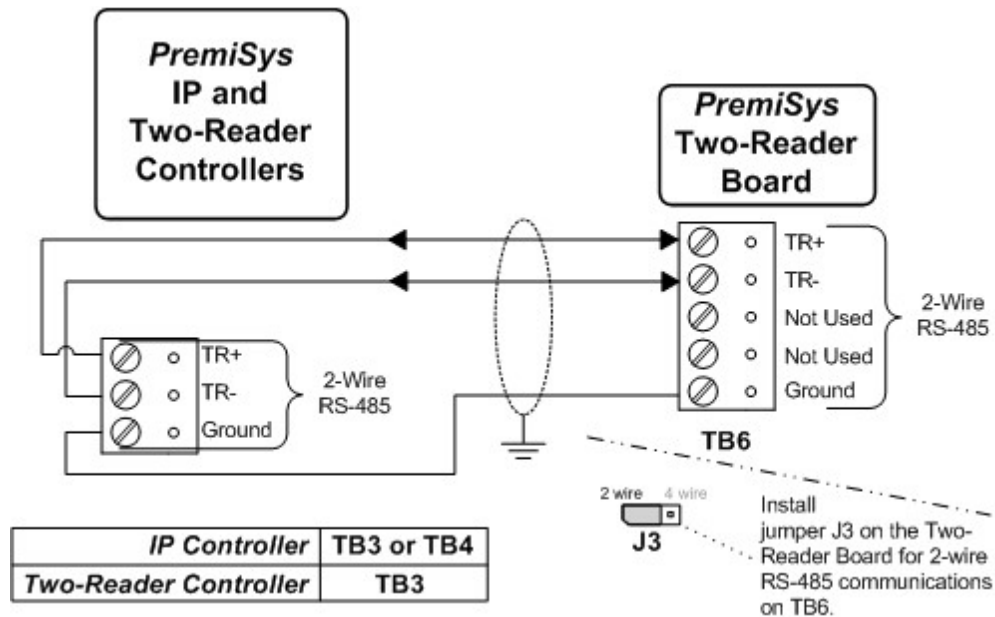 PremiSys
IP and
Two-Reader
Controllers
PremiSys
Two-Reader
Board
TR+
TR-
Not Used
Not Used
Ground
2-Wire
RS-485
TB6
TR+
TR-
Ground
2-Wire
RS-485
2 wire 4 wire
J3
Install
jumper J3 on the Two-
Reader Board for 2-wire
RS-485 communications
on TB6.
IP Controller TB3 or TB4
Two-Reader Controller TB3